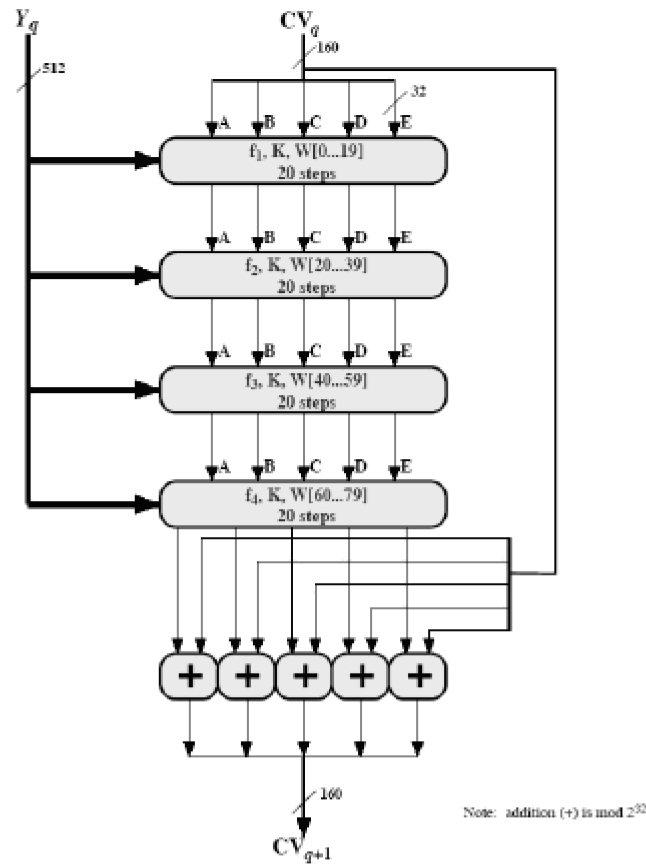 Yq
CVq
512
160
32
A B C D E
f1, K, W[0...19]
20 steps
A B C D E
f2, K, W[20...39]
20 steps
A B C D E
f3, K, W[40...59]
20 steps
A B C D E
f4, K, W[60...79]
20 steps
+ + + + +
160
Note: addition (+) is mod 2^32
CVq+1